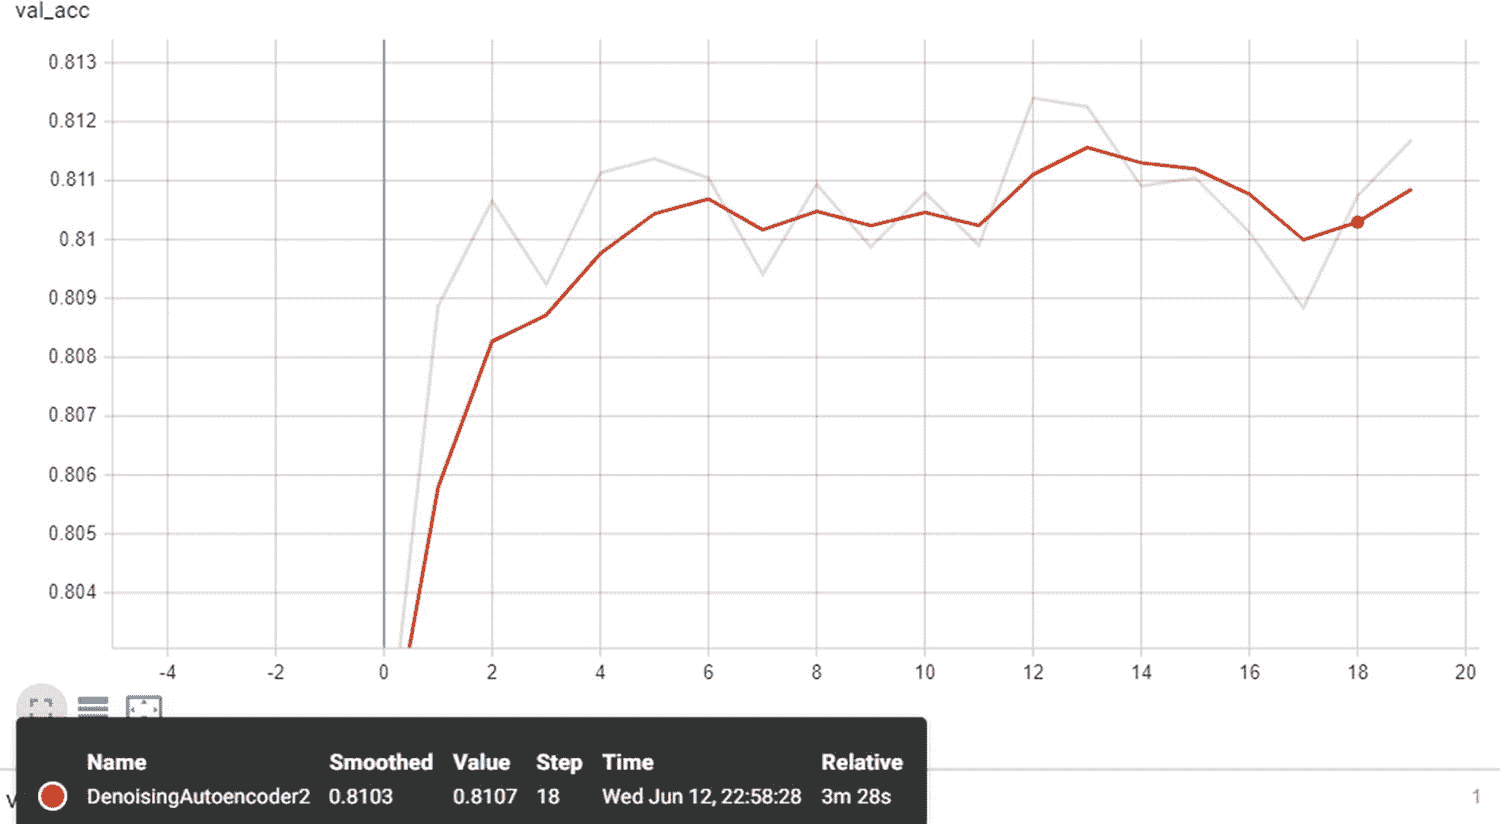 val_acc
0.813
0.812
0.811
0.81
0.809
0.808
0.807
0.806
0.805
0.804
-4 -2 0 2 4 6 8 10 12 14 16 18 20
Name Smoothed Value Step Time Relative
DenoisingAutoencoder2 0.8103 0.8107 18 Wed Jun 12, 22:58:28 3m 28s
1